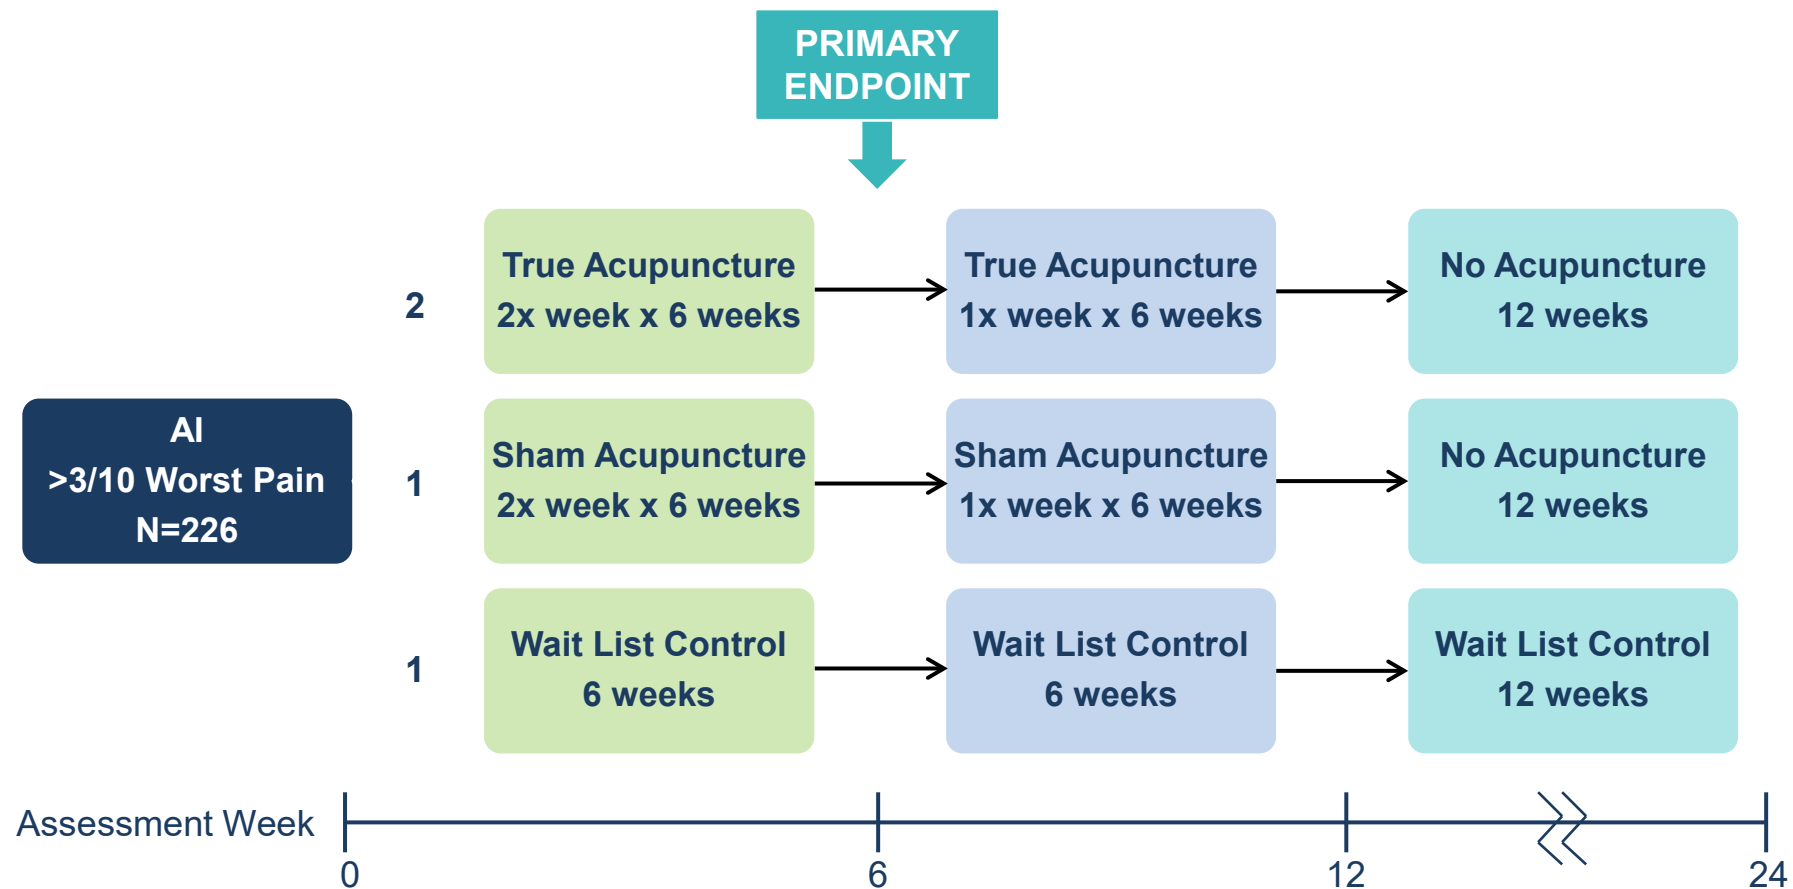 PRIMARY
ENDPOINT
2
True Acupuncture
2x week x 6 weeks
True Acupuncture
1x week x 6 weeks
No Acupuncture
12 weeks
AI
>3/10 Worst Pain
N=226
1
Sham Acupuncture
2x week x 6 weeks
Sham Acupuncture
1x week x 6 weeks
No Acupuncture
12 weeks
1
Wait List Control
6 weeks
Wait List Control
6 weeks
Wait List Control
12 weeks
Assessment Week
0
6
12
24